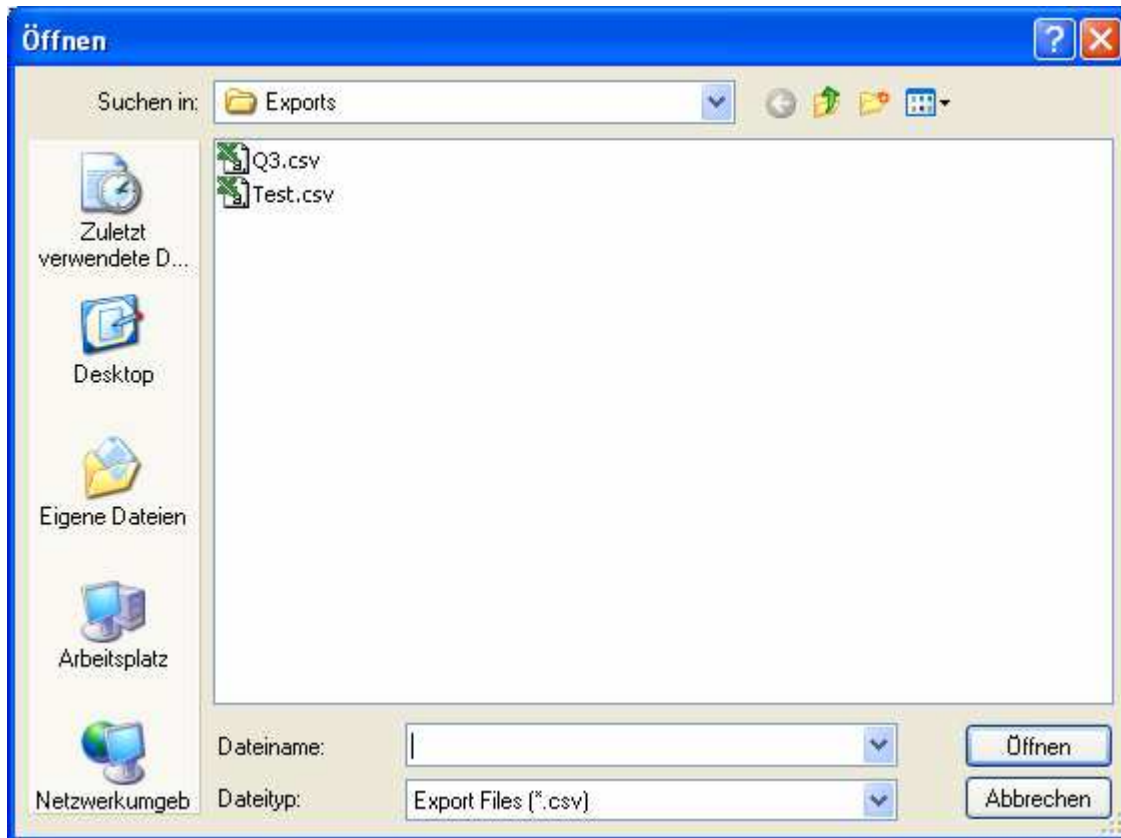 Öffnen
Suchen in:
Exports
Q3.csv
Test.csv
Zuletzt
verwendete D...
Desktop
Eigene Dateien
Arbeitsplatz
Netzwerkumgeb
Dateiname:
Öffnen
Dateityp:
Export Files (*.csv)
Abbrechen